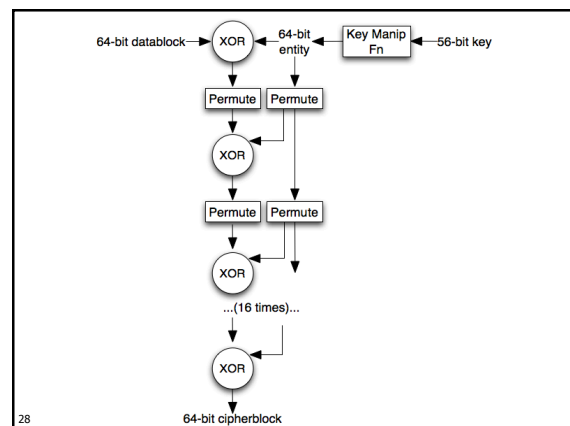 64-bit datablock
XOR
64-bit
entity
Key Manip
Fn
56-bit key
Permute
Permute
XOR
Permute
Permute
XOR
...(16 times)...
XOR
64-bit cipherblock
28